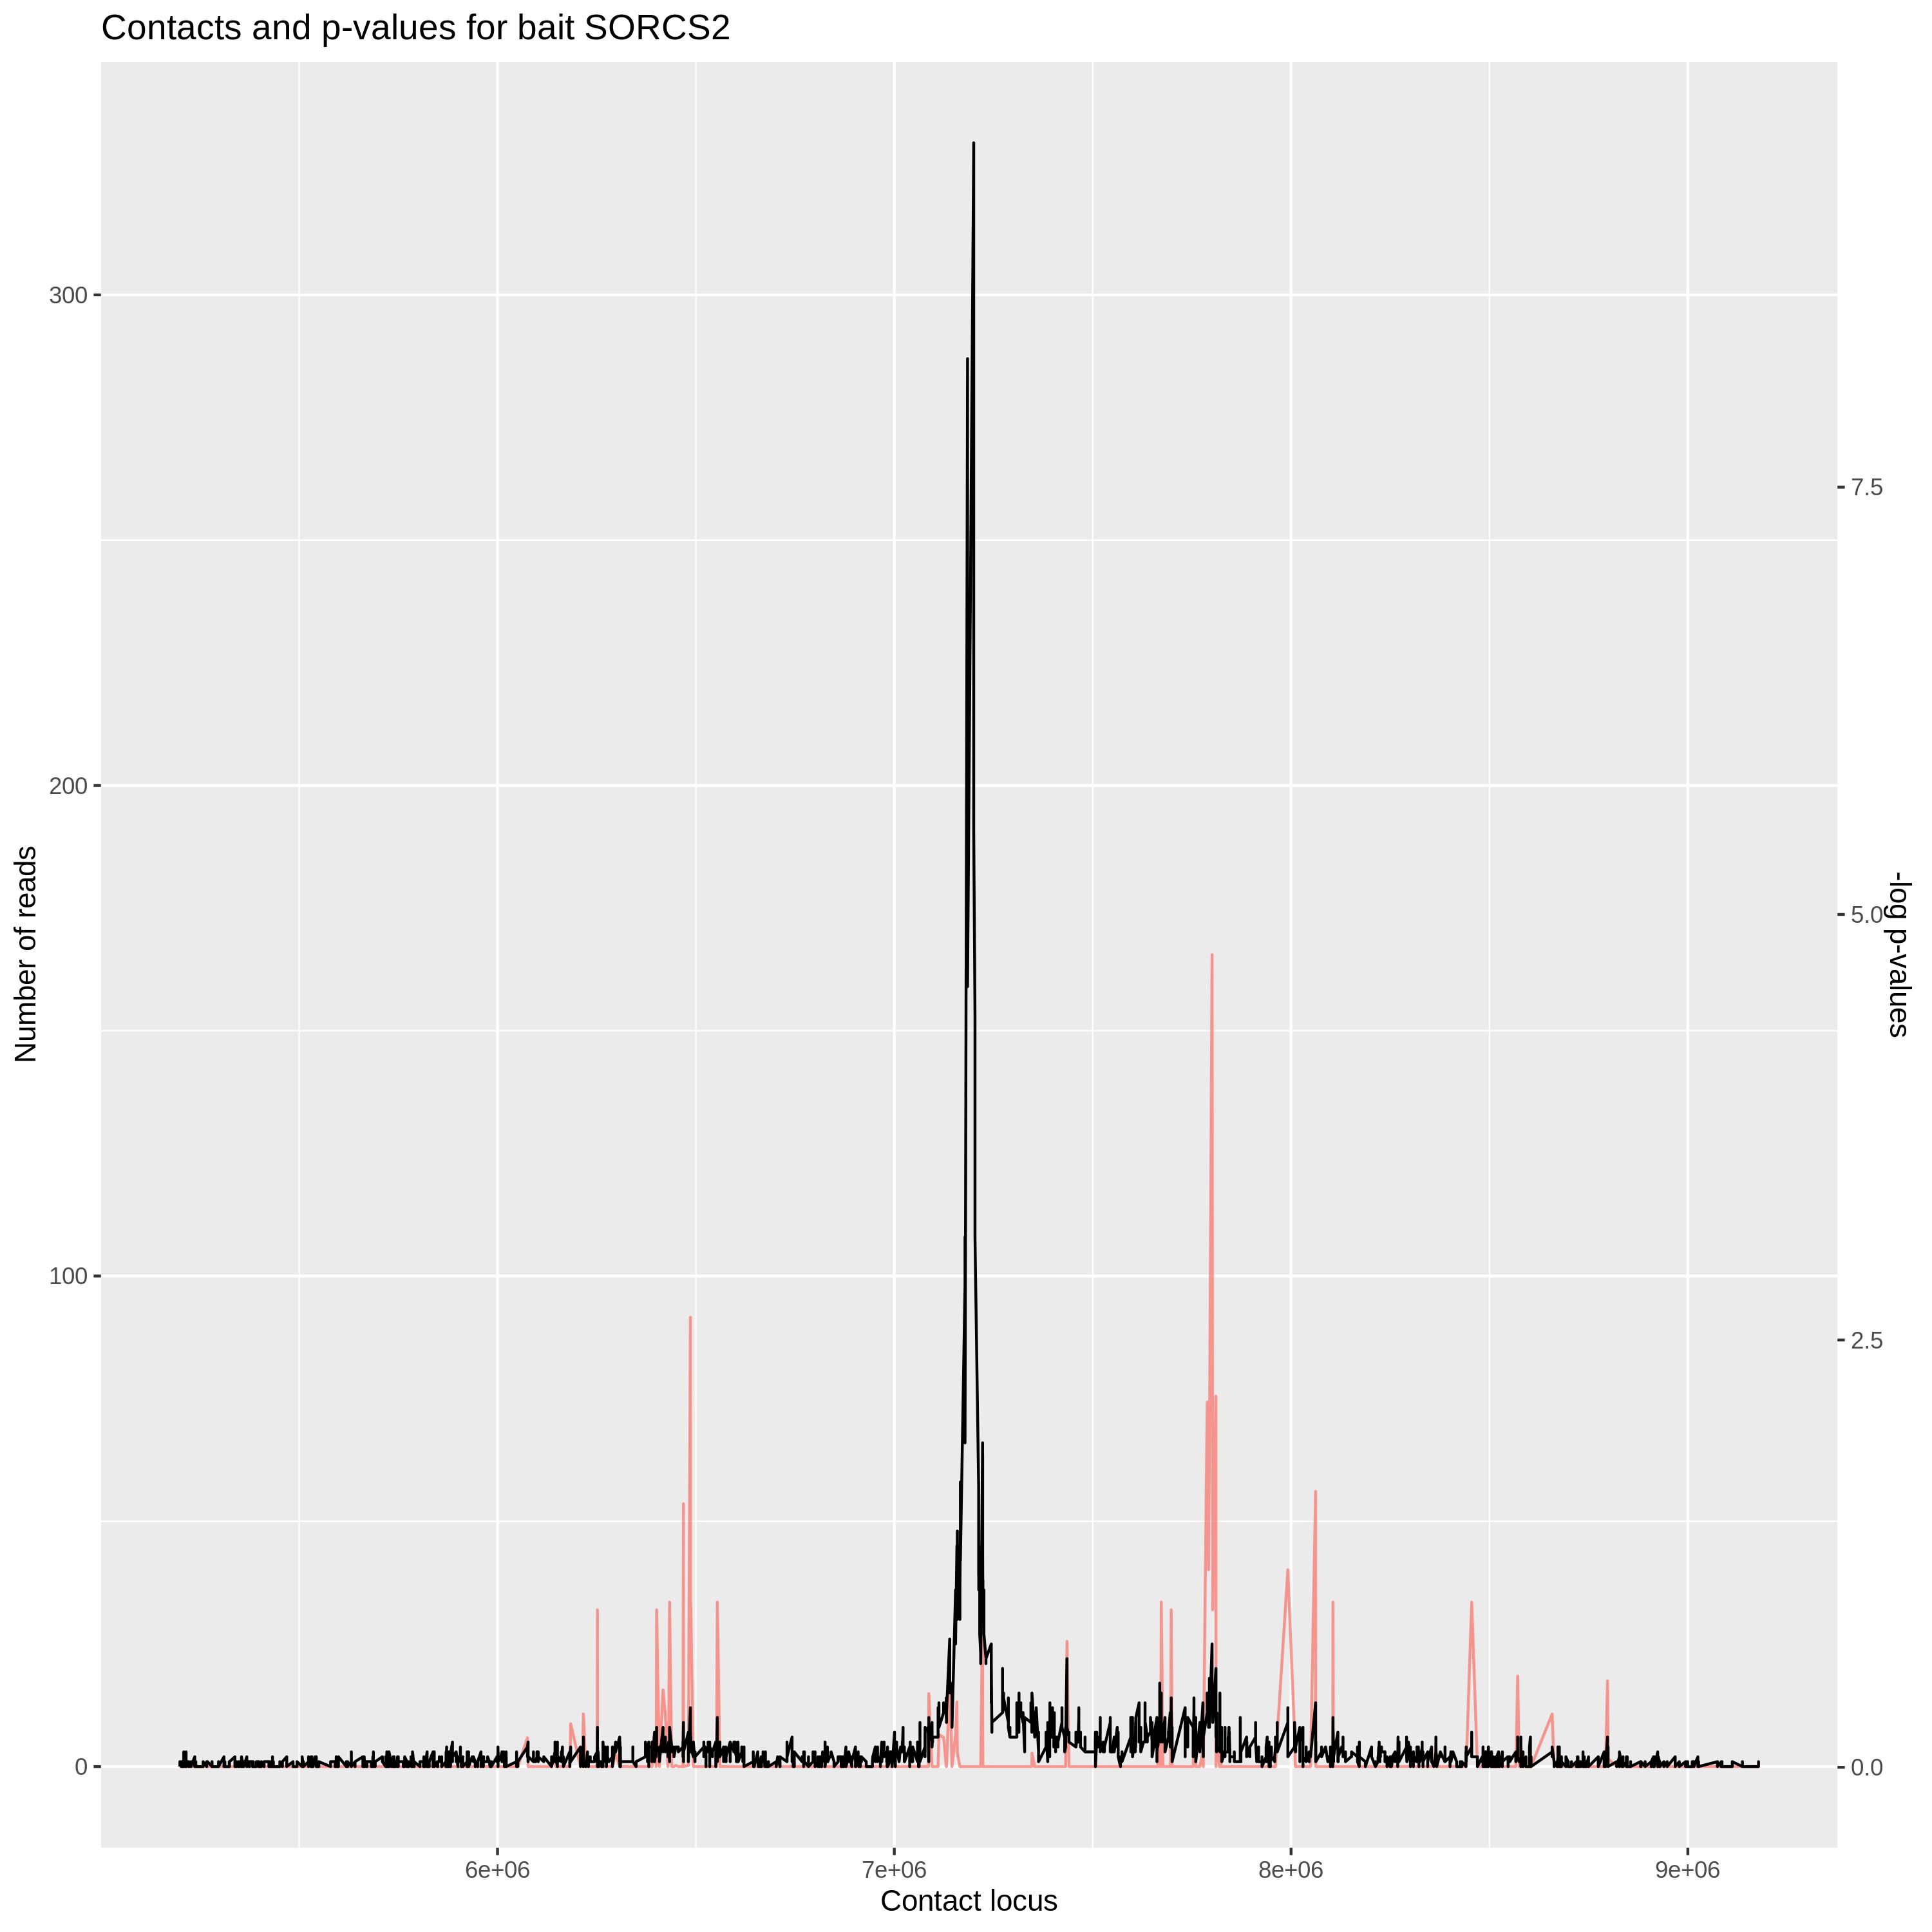 Contacts and p-values for bait SORCS2
Number of reads
300
200
100
0
7.5
5.0
2.5
0.0
-log p-values
6e+06 7e+06 8e+06 9e+06
Contact locus